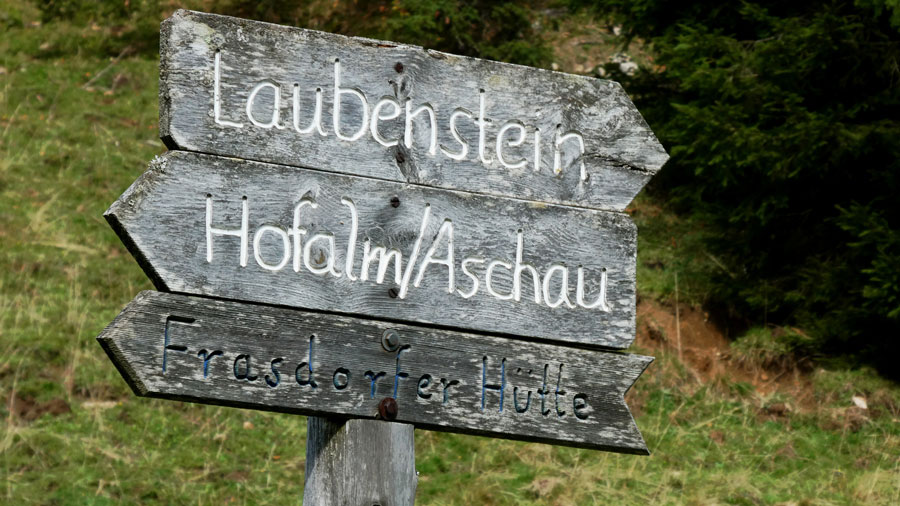 Laubenstein
Hofalm/Aschau
Frasdorfer Hütte